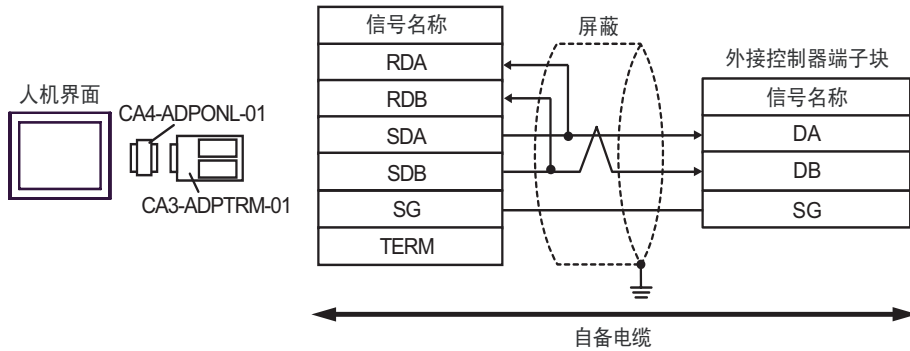 人机界面
CA4-ADPONL-01
CA3-ADPTRM-01
信号名称
RDA
RDB
SDA
SDB
SG
TERM
屏蔽
外接控制器端子块
信号名称
DA
DB
SG
自备电缆